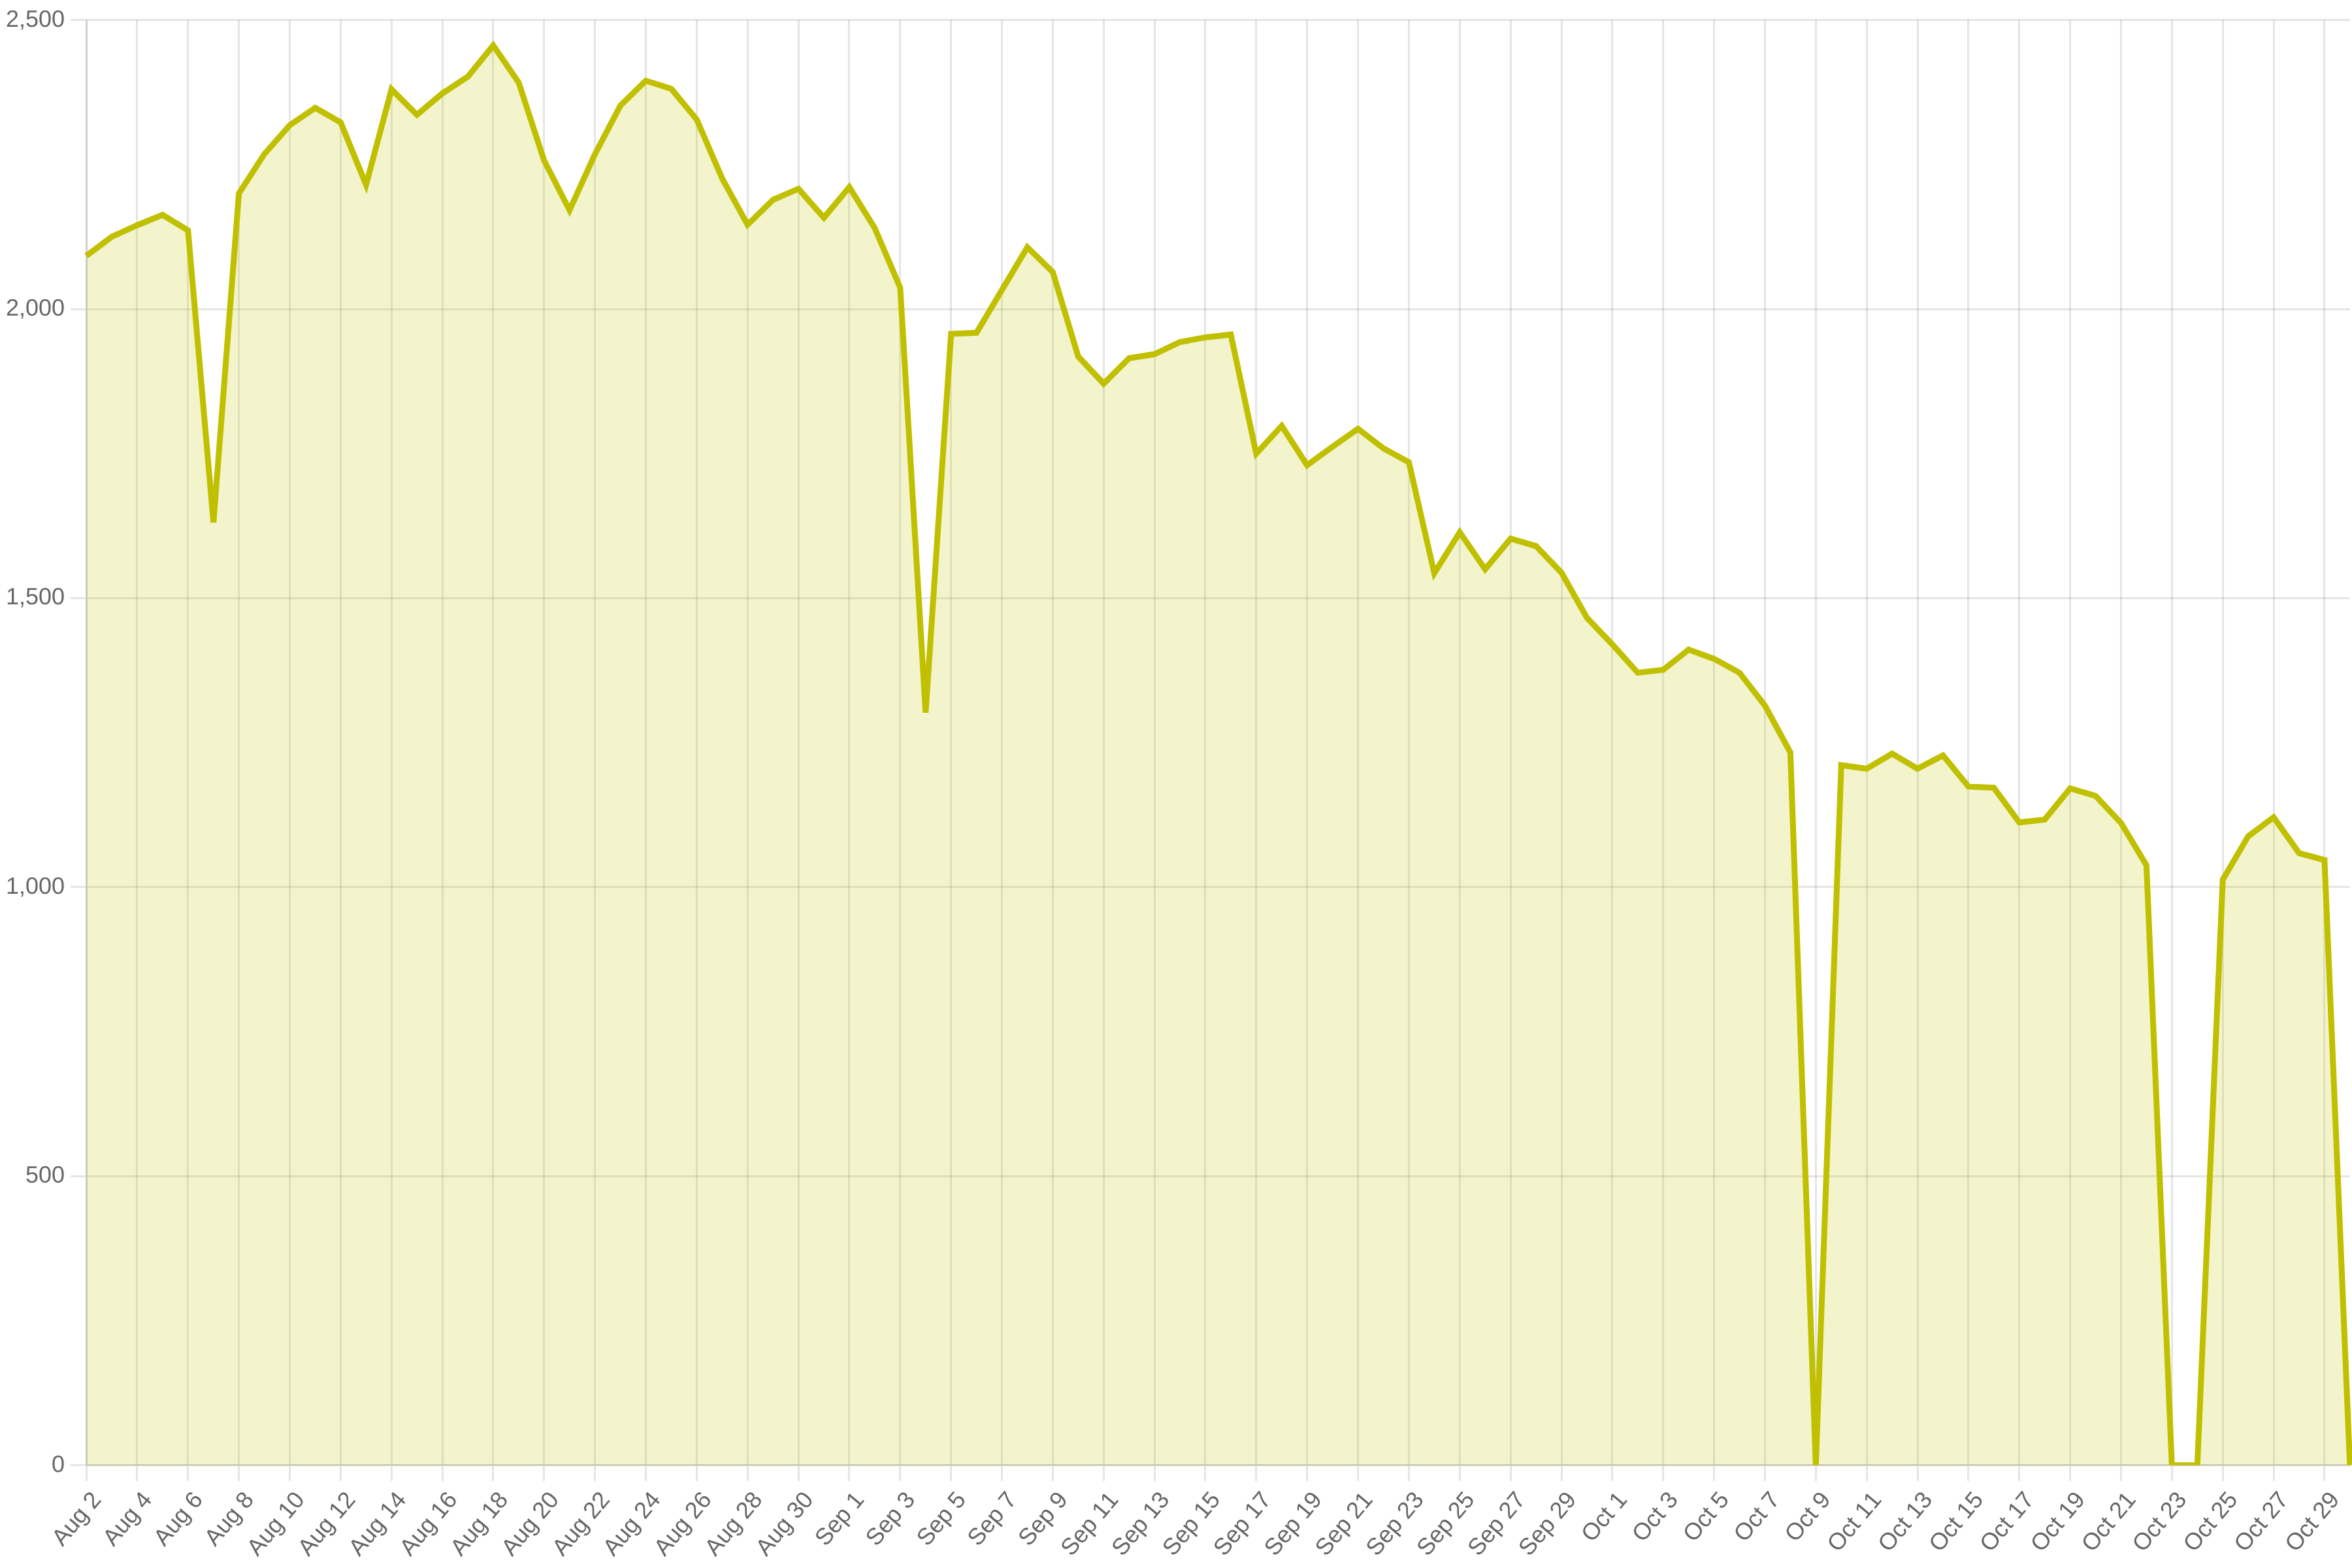 2,500
2,000
1,500
1,000
500
0
Aug 2
Aug 4
Aug 6
Aug 8
Aug 10
Aug 12
Aug 14
Aug 16
Aug 18
Aug 20
Aug 22
Aug 24
Aug 26
Aug 28
Aug 30
Sep 1
Sep 3
Sep 5
Sep 7
Sep 9
Sep 11
Sep 13
Sep 15
Sep 17
Sep 19
Sep 21
Sep 23
Sep 25
Sep 27
Sep 29
Oct 1
Oct 3
Oct 5
Oct 7
Oct 9
Oct 11
Oct 13
Oct 15
Oct 17
Oct 19
Oct 21
Oct 23
Oct 25
Oct 27
Oct 29